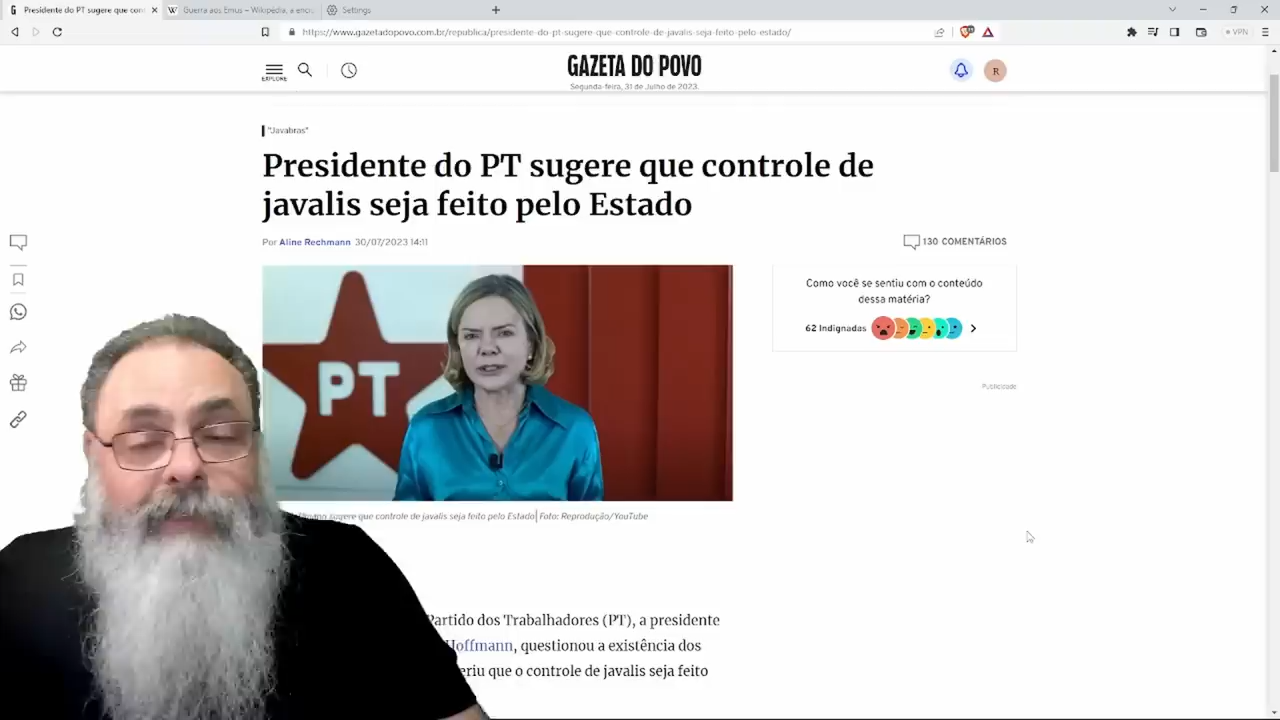 Presidente do PT sugere que con
Guerra aos Emus – Wikipédia, a enci
Settings
https://www.gazetadopovo.com.br/republica/presidente-do-pt-sugere-que-controle-de-javalis-seja-feito-pelo-estado/
VPN
EXPLORE
GAZETA DO POVO
Segunda-feira, 31 de Julho de 2023.
R
"Javabras"
Presidente do PT sugere que controle de
javalis seja feito pelo Estado
Por Aline Rechmann 30/07/2023 14:11
130 COMENTÁRIOS
PT
Como você se sentiu com o conteúdo
dessa matéria?
62 Indignadas
Publicidade
sugere que controle de javalis seja feito pelo Estado| Foto: Reprodução/YouTube
Partido dos Trabalhadores (PT), a presidente
Hoffmann, questionou a existência dos
eriu que o controle de javalis seja feito